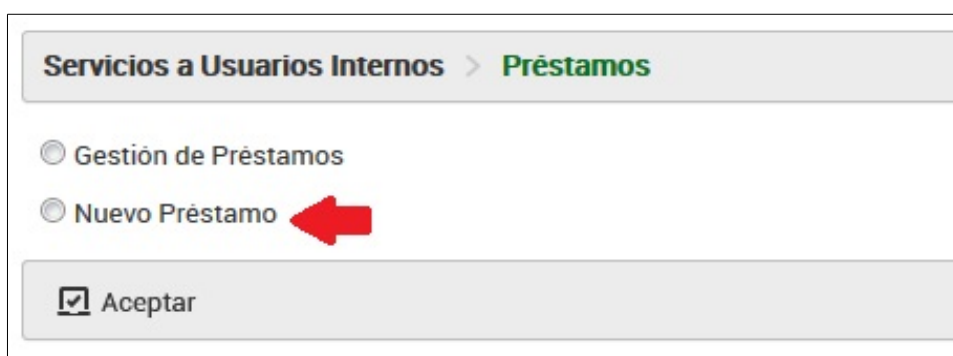 Servicios a Usuarios Internos > Préstamos
Gestión de Préstamos
Nuevo Préstamo
Aceptar